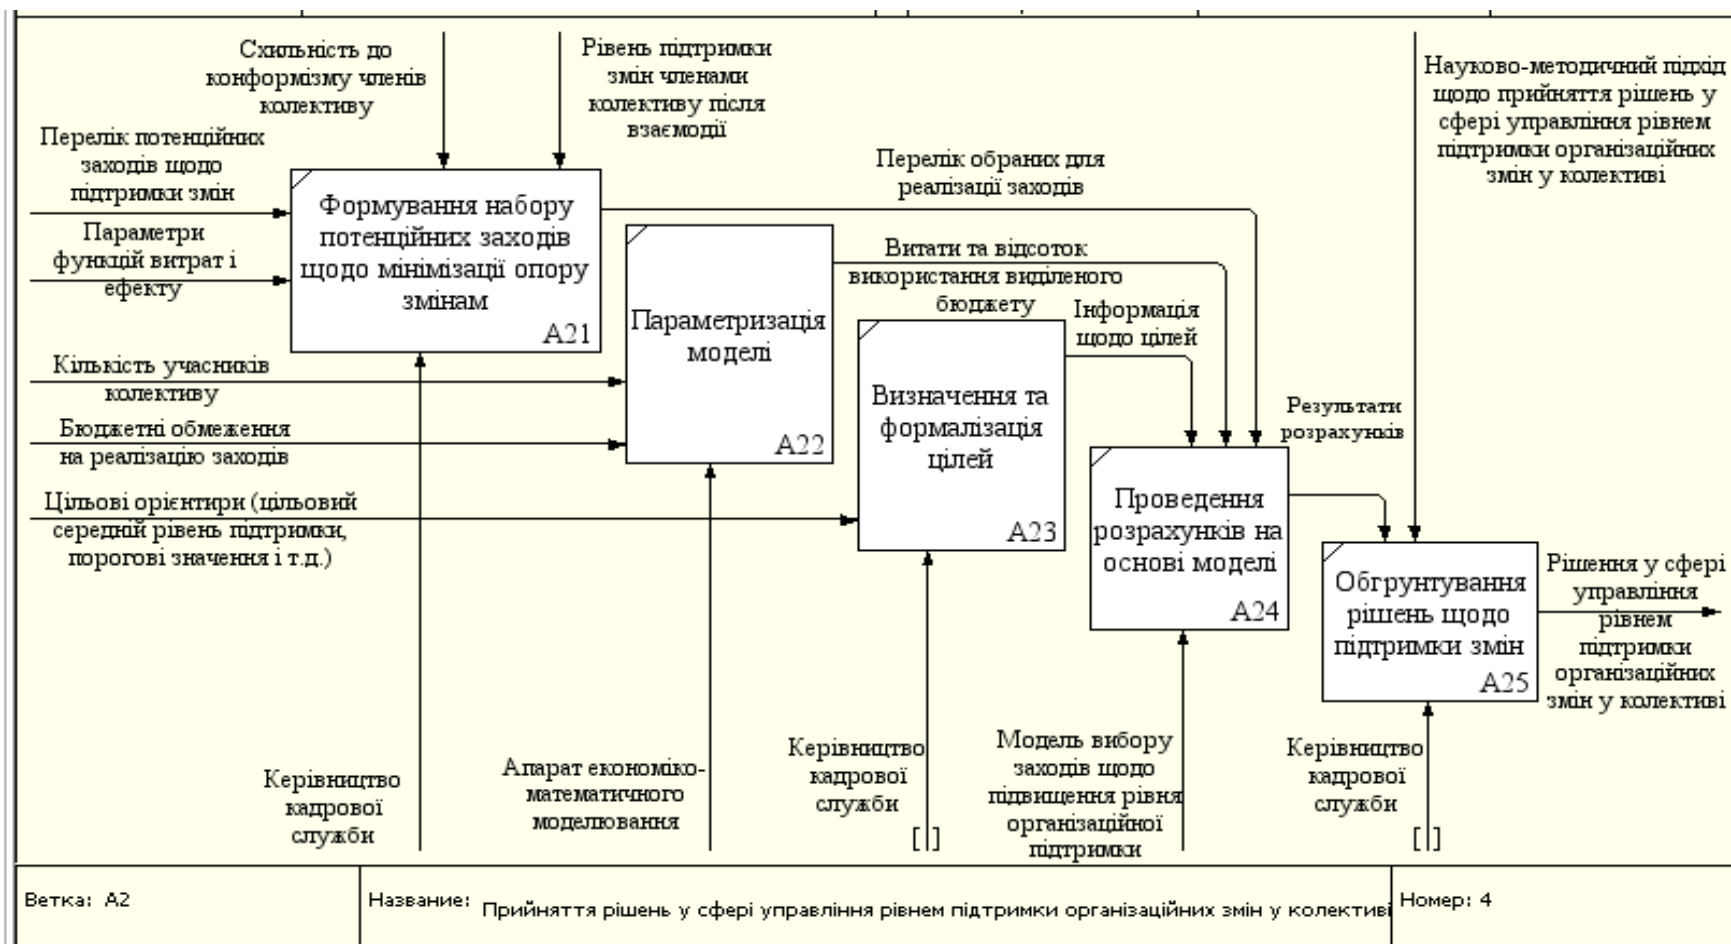 Схильність до
конформізму членів
колективу
Рівень підтримки
змін членами
колективу після
взаємодії
Науково-методичний підхід
щодо прийняття рішень у
сфері управління рівнем
підтримки організаційних
змін у колективі
Перелік потенційних
заходів щодо
підтримки змін
Параметри
функцій витрат і
ефекту
Формування набору
потенційних заходів
щодо мінімізації опору
змінам
A21
Перелік обраних для
реалізації заходів
Витати та відсоток
використання виділеного
бюджету
Інформація
щодо цілей
Кількість учасників
колективу
Бюджетні обмеження
на реалізацію заходів
Параметризація
моделі
A22
Цільові орієнтири (цільовий
середній рівень підтримки,
порогові значення і т.д.)
Визначення та
формалізація
цілей
A23
Результати
розрахунків
Проведення
розрахунків на
основі моделі
A24
Обгрунтування
рішень щодо
підтримки змін
A25
Рішення у сфері
управління
рівнем
підтримки
організаційних
змін у колективі
Керівництво
кадрової
служби
Апарат економіко-
математичного
моделювання
Керівництво
кадрової
служби
[ ]
Модель вибору
заходів щодо
підвищення рівня
організаційної
підтримки
Керівництво
кадрової
служби
[ ]
Ветка: A2
Название: Прийняття рішень у сфері управління рівнем підтримки організаційних змін у колективі
Номер: 4